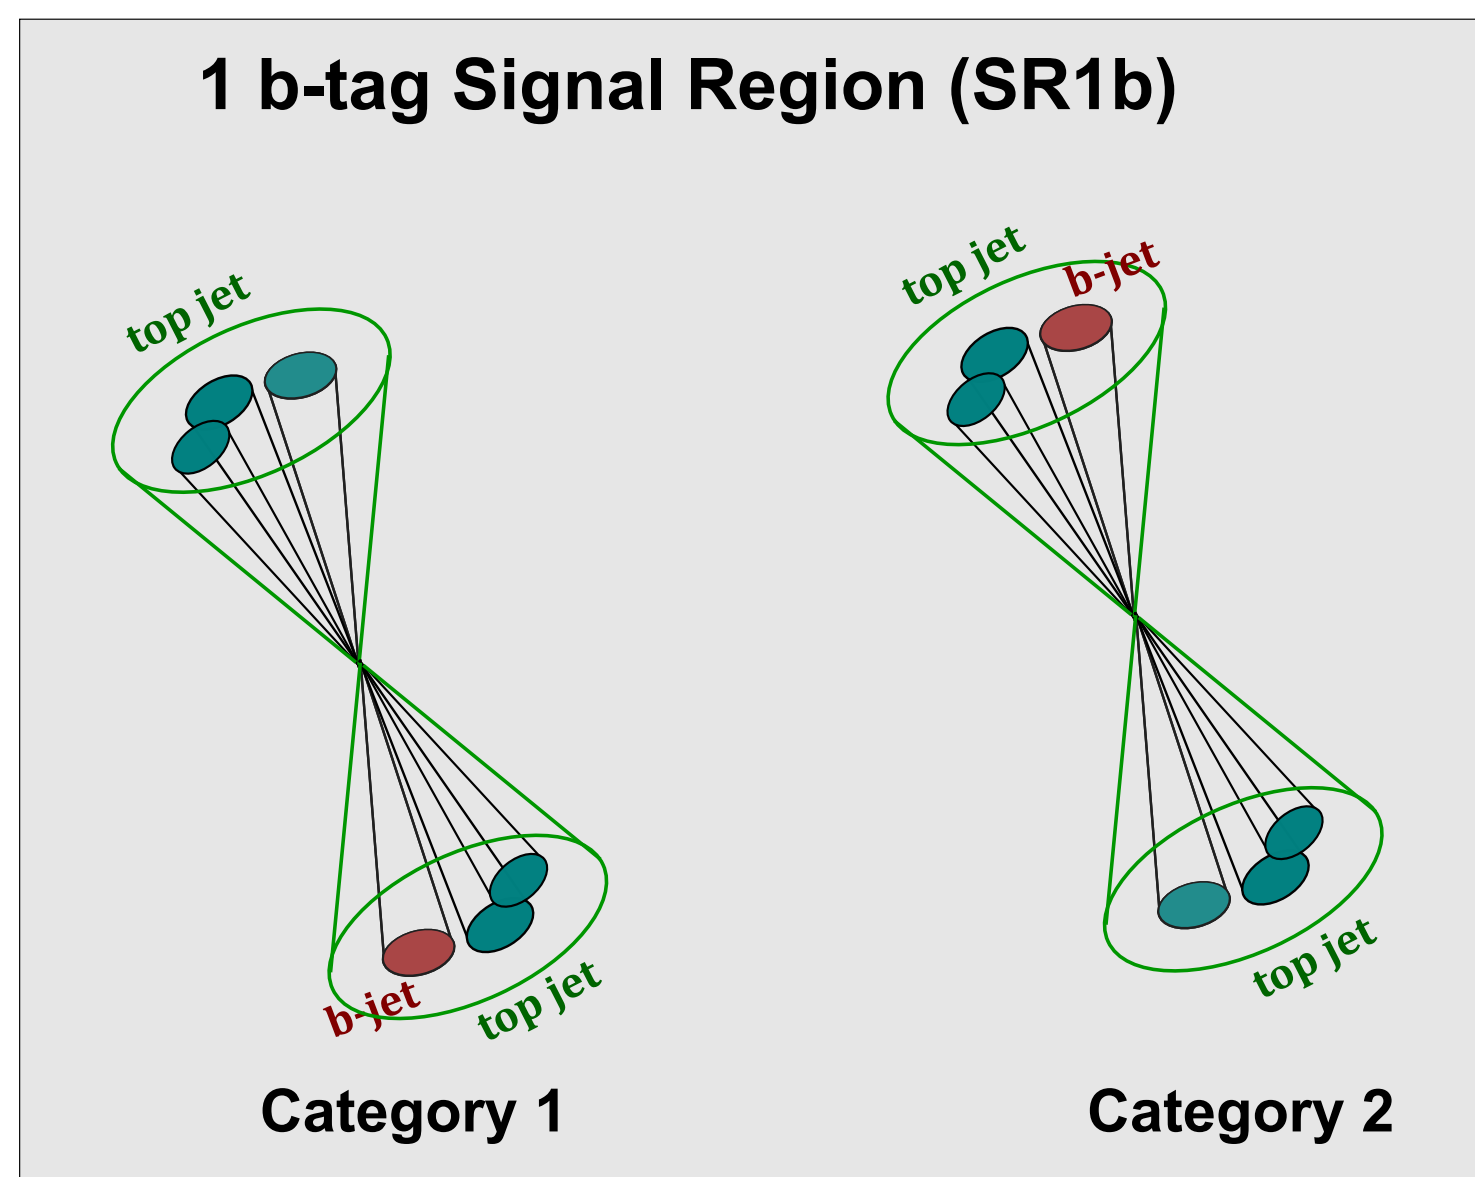 1 b-tag Signal Region (SR1b)
top jet
b-jet
top jet
Category 1
top jet
b-jet
top jet
Category 2